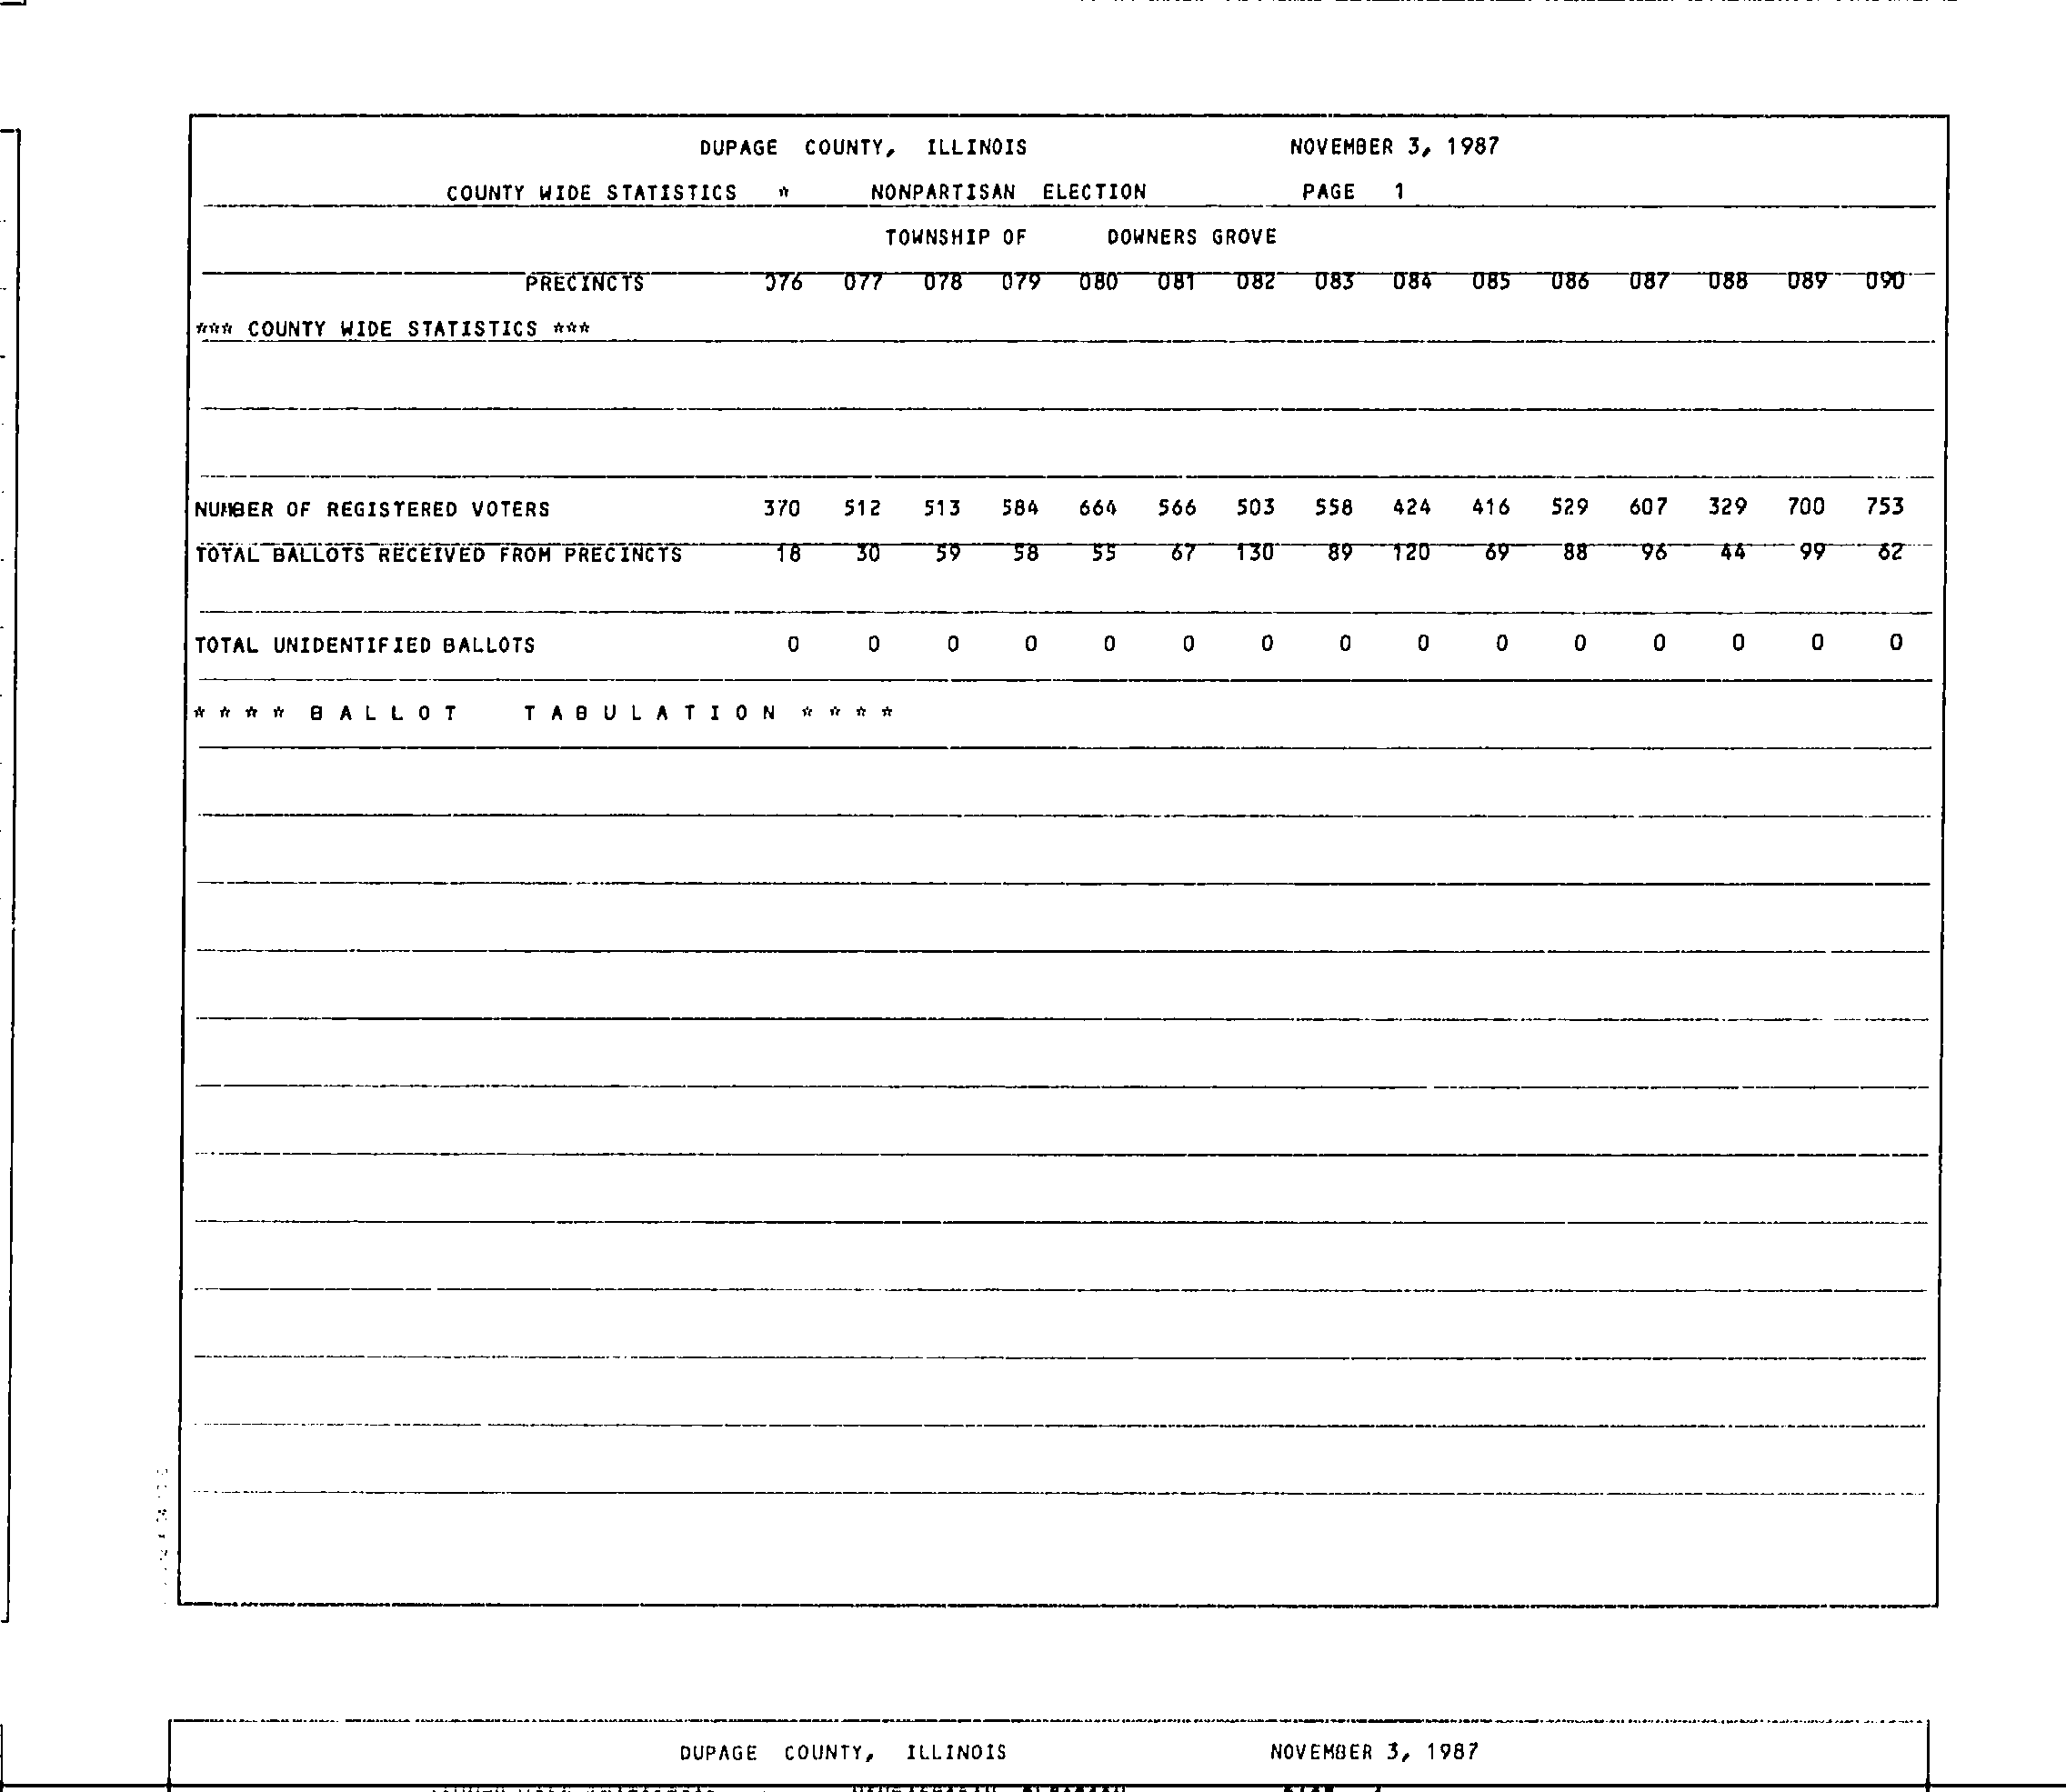 DUPAGE COUNTY, ILLINOIS NOVEMBER 3, 1987
COUNTY WIDE STATISTICS * NONPARTISAN ELECTION PAGE 1
TOWNSHIP OF DOWNERS GROVE
PRECINCTS 076 077 078 079 080 081 082 083 084 085 086 087 088 089 090
*** COUNTY WIDE STATISTICS ***
NUMBER OF REGISTERED VOTERS 370 512 513 584 664 566 503 558 424 416 529 607 329 700 753
TOTAL BALLOTS RECEIVED FROM PRECINCTS 18 30 59 58 55 67 130 89 120 69 88 96 44 99 62
TOTAL UNIDENTIFIED BALLOTS 0 0 0 0 0 0 0 0 0 0 0 0 0 0 0
* * * * B A L L O T T A B U L A T I O N * * * *
DUPAGE COUNTY, ILLINOIS NOVEMBER 3, 1987